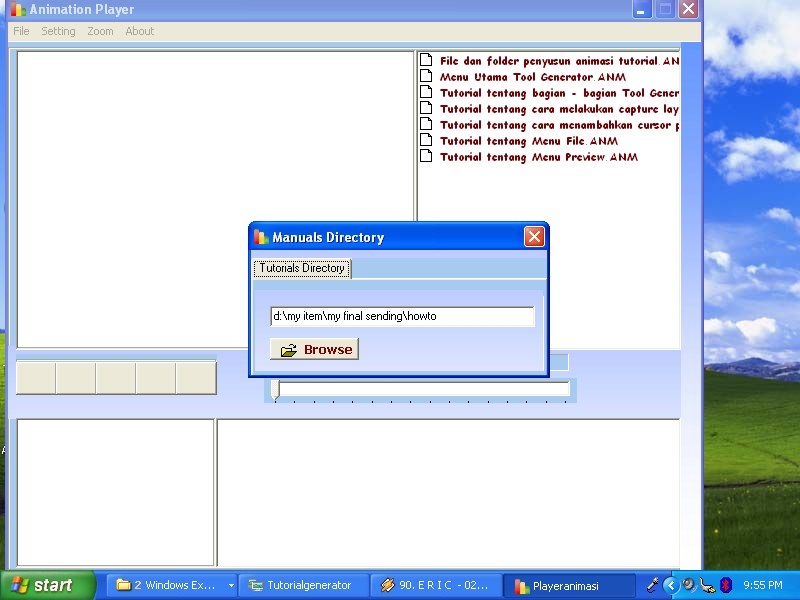 Animation Player
File Setting Zoom About
File dan folder penyusun animasi tutorial.AN
Menu Utama Tool Generator.ANM
Tutorial tentang bagian - bagian Tool Gener
Tutorial tentang cara melakukan capture lay
Tutorial tentang cara menambahkan cursor p
Tutorial tentang Menu File.ANM
Tutorial tentang Menu Preview.ANM
Manuals Directory
Tutorials Directory
d:\my item\my final sending\howto
Browse
start
2 Windows Ex...
Tutorialgenerator
90. E R I C - 02...
Playeranimasi
9:55 PM